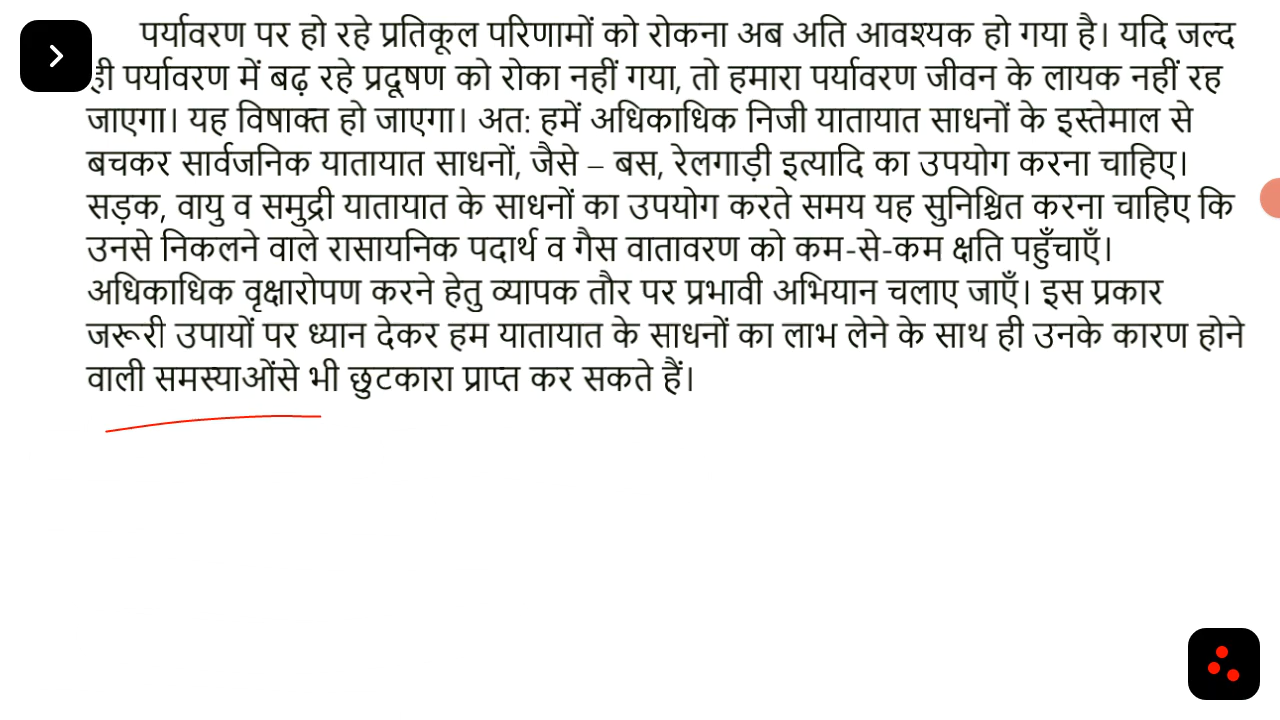 पर्यावरण पर हो रहे प्रतिकूल परिणामों को रोकना अब अति आवश्यक हो गया है। यदि जल्द
ही पर्यावरण में बढ़ रहे प्रदूषण को रोका नहीं गया, तो हमारा पर्यावरण जीवन के लायक नहीं रह
जाएगा। यह विषाक्त हो जाएगा। अत: हमें अधिकाधिक निजी यातायात साधनों के इस्तेमाल से
बचकर सार्वजनिक यातायात साधनों, जैसे – बस, रेलगाड़ी इत्यादि का उपयोग करना चाहिए।
सड़क, वायु व समुद्री यातायात के साधनों का उपयोग करते समय यह सुनिश्चित करना चाहिए कि
उनसे निकलने वाले रासायनिक पदार्थ व गैस वातावरण को कम-से-कम क्षति पहुँचाएँ।
अधिकाधिक वृक्षारोपण करने हेतु व्यापक तौर पर प्रभावी अभियान चलाए जाएँ। इस प्रकार
जरूरी उपायों पर ध्यान देकर हम यातायात के साधनों का लाभ लेने के साथ ही उनके कारण होने
वाली समस्याओंसे भी छुटकारा प्राप्त कर सकते हैं।